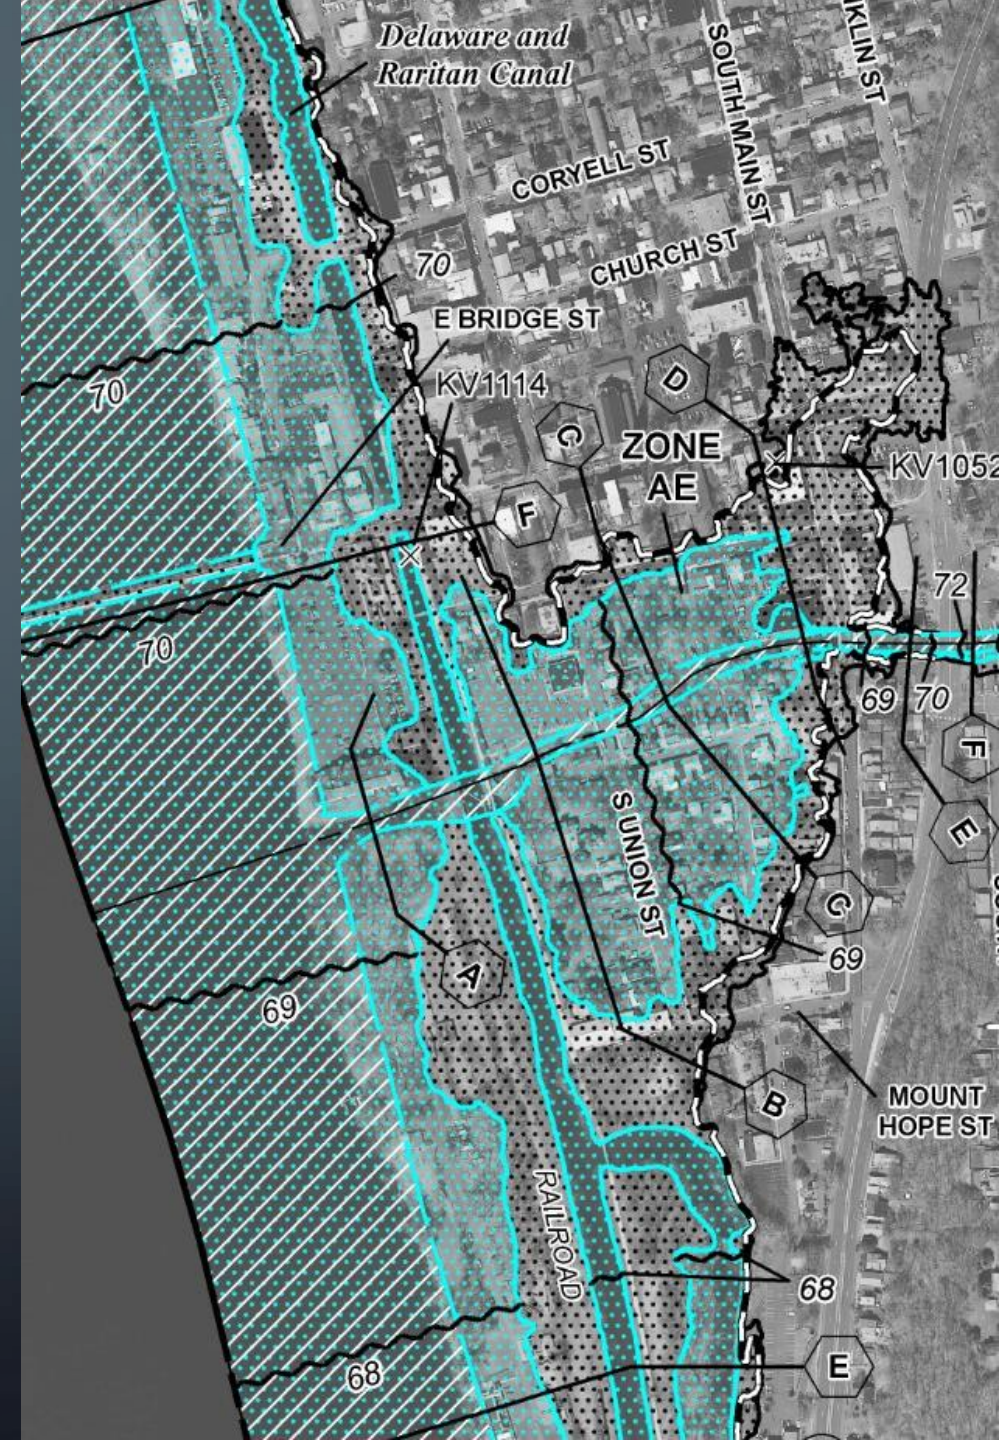 KLIN ST
SOUTH MAIN ST
Delaware and
Raritan Canal
CORYELL ST
CHURCH ST
70
E BRIDGE ST
70
KV1114
D
C
ZONE
AE
KV1052
F
72
70
69
70
F
E
S UNION ST
C
69
A
69
B
MOUNT
HOPE ST
RAILROAD
68
68
E